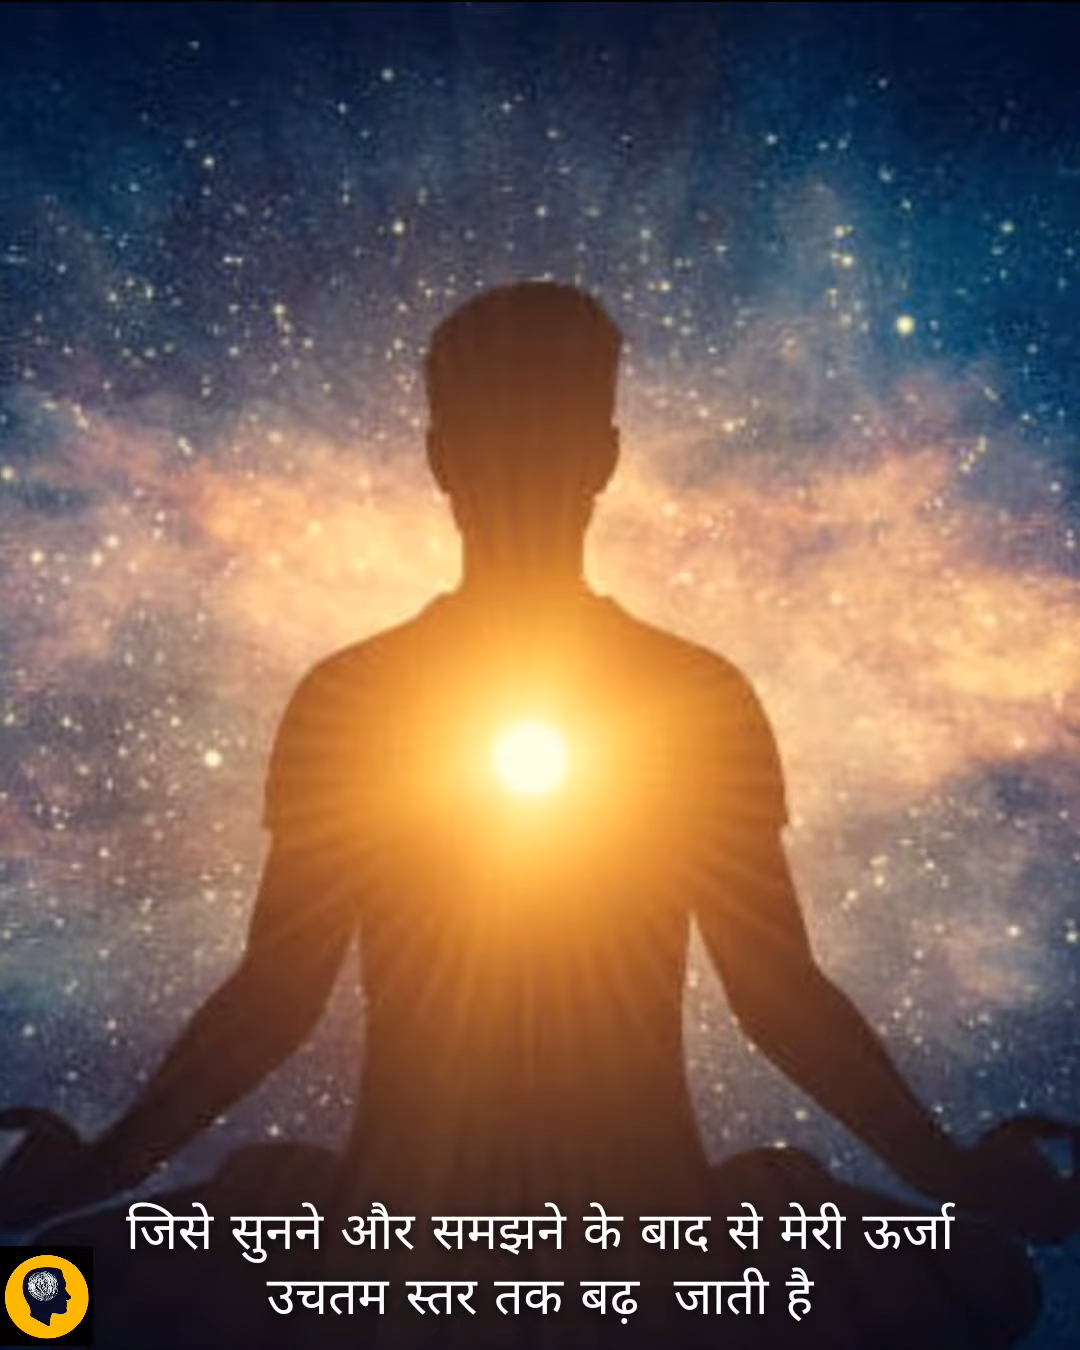 जिसे सुनने और समझने के बाद से मेरी ऊर्जा
उचतम स्तर तक बढ़ जाती है